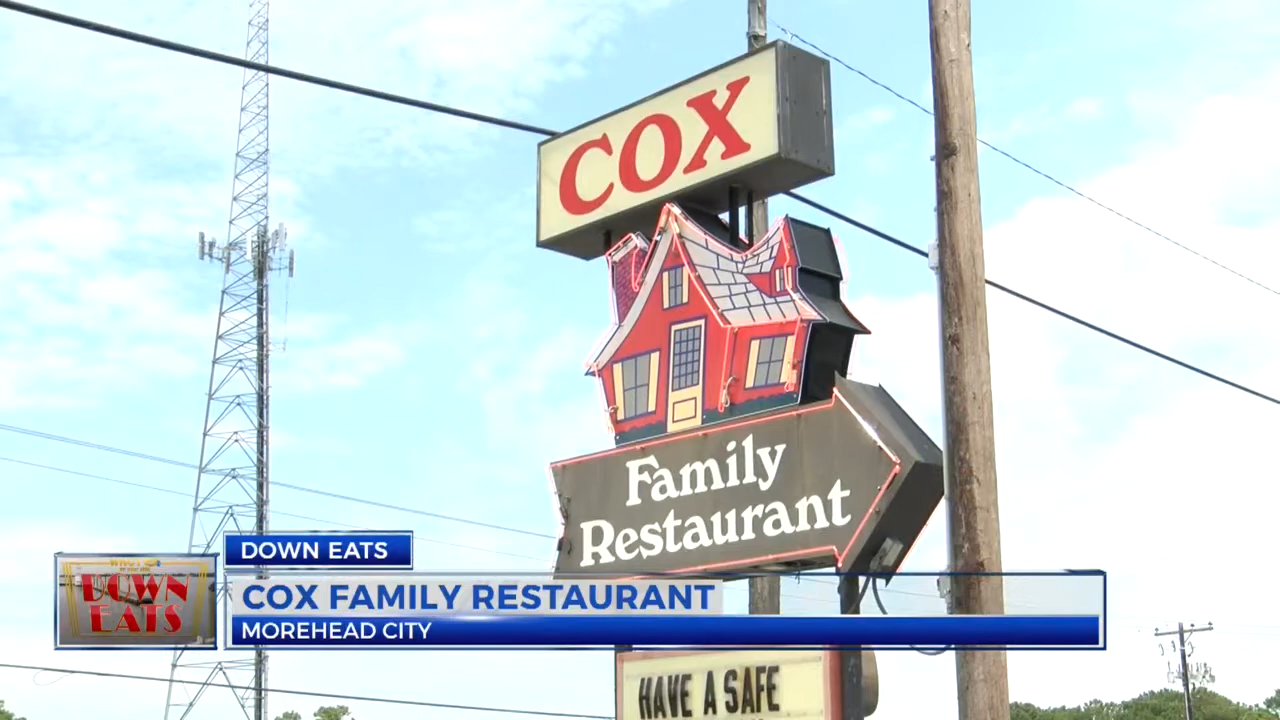 COX
Family
Restaurant
DOWN EATS
DOWN
EATS
COX FAMILY RESTAURANT
MOREHEAD CITY
HAVE A SAFE